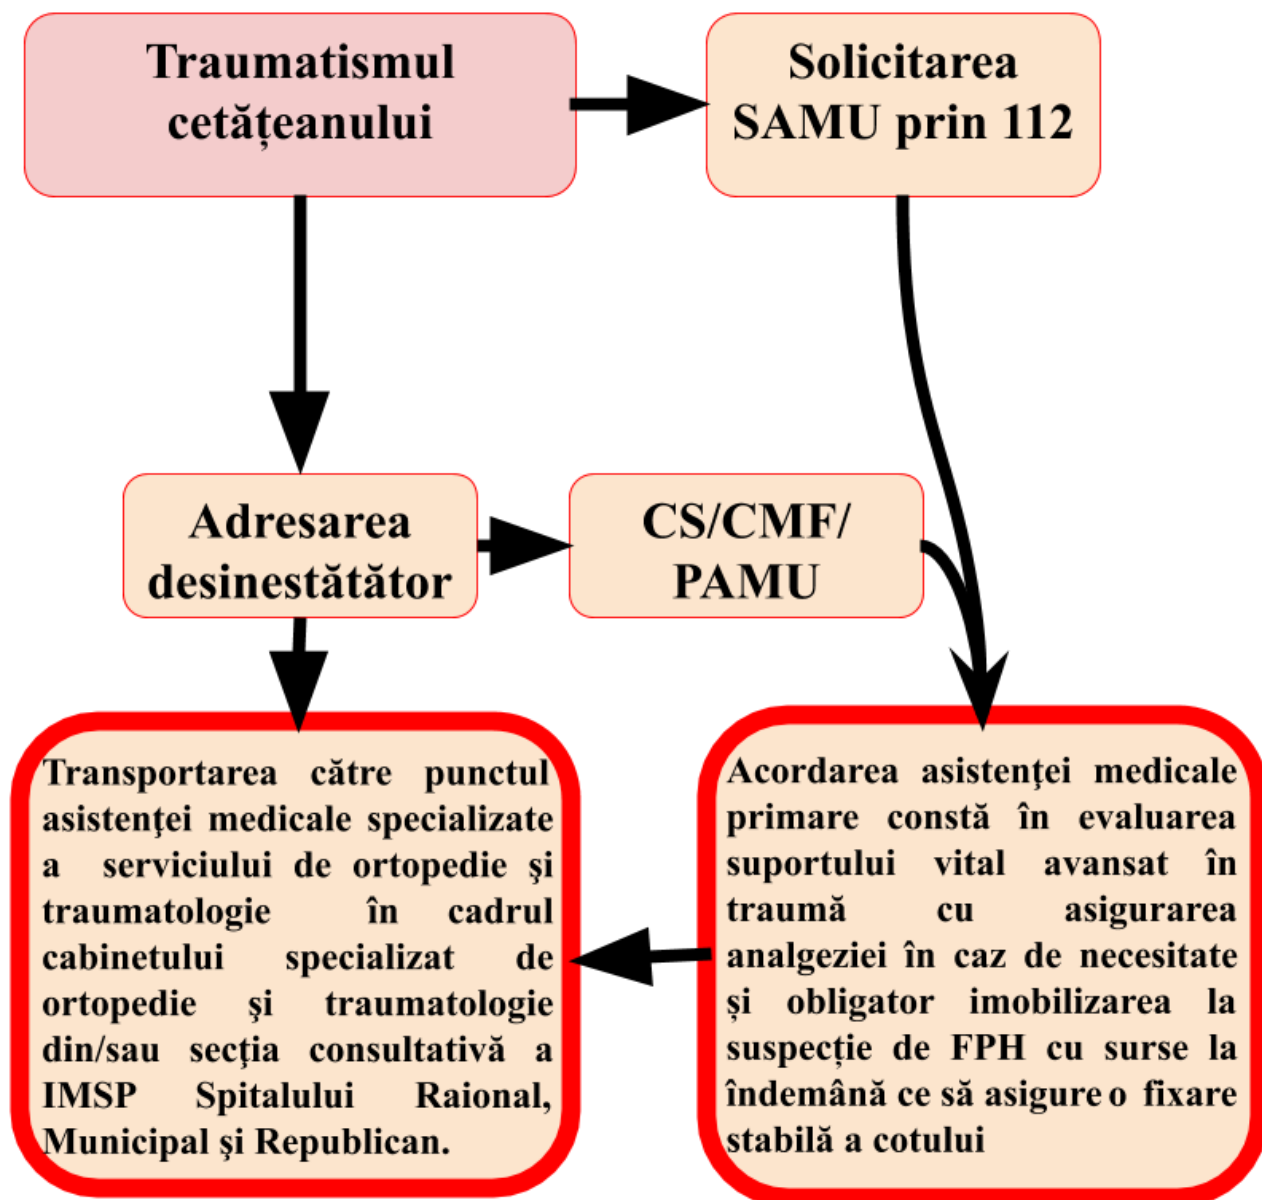 Traumatismul
cetățeanului
Solicitarea
SAMU prin 112
Adresarea
desinestătător
CS/CMF/
PAMU
Transportarea către punctul
asistenţei medicale specializate
a serviciului de ortopedie şi
traumatologie în cadrul
cabinetului specializat de
ortopedie şi traumatologie
din/sau secţia consultativă a
IMSP Spitalului Raional,
Municipal şi Republican.
Acordarea asistenței medicale
primare constă în evaluarea
suportului vital avansat în
traumă cu asigurarea
analgeziei în caz de necesitate
și obligator imobilizarea la
suspecție de FPH cu surse la
îndemână ce să asigure o fixare
stabilă a cotului